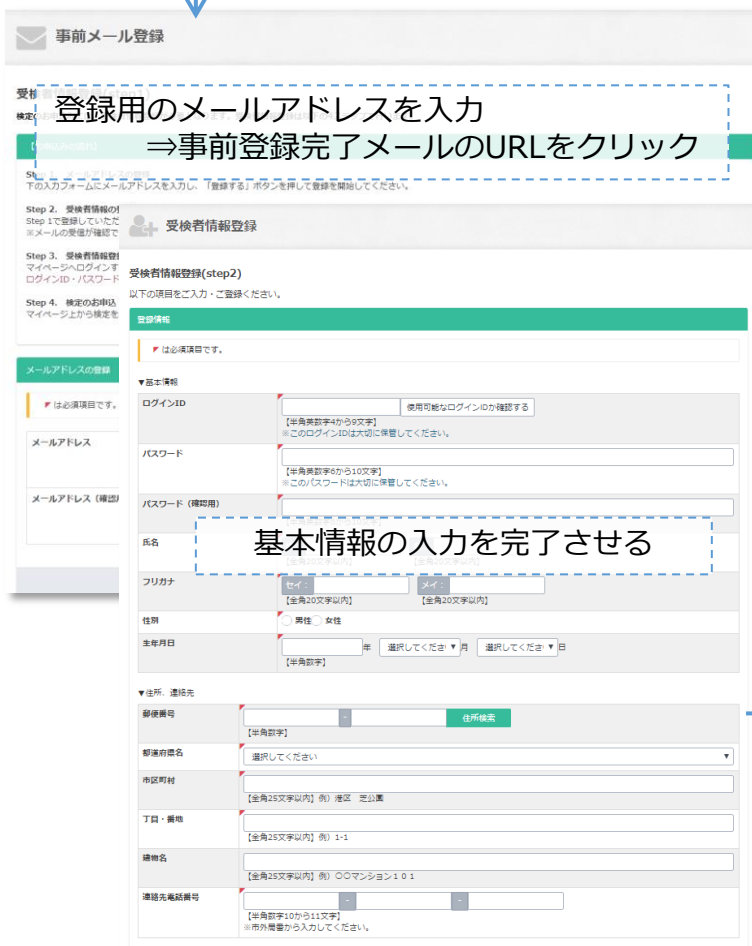 事前メール登録
登録用のメールアドレスを入力
⇒事前登録完了メールのURLをクリック
下の入力フォームにメールアドレスを入力し、「登録する」ボタンを押して登録を開始してください。
Step 2. 受検者情報の
Step 1で登録していただ
※メールの受信が確認で
Step 3. 受検者情報登
マイページへログインす
ログインID・パスワード
Step 4. 検定のお申込
マイページ上から検定を
メールアドレスの登録
は必須項目です。
メールアドレス
メールアドレス（確認
受検者情報登録
受検者情報登録(step2)
以下の項目をご入力・ご登録ください。
登録情報
は必須項目です。
▼基本情報
ログインID
使用可能なログインIDか確認する
【半角英数字4から9文字】
※このログインIDは大切に保管してください。
パスワード
【半角英数字6から10文字】
※このパスワードは大切に保管してください。
パスワード（確認用）
基本情報の入力を完了させる
氏名
フリガナ
セイ： メイ：
【全角20文字以内】 【全角20文字以内】
性別
男性 女性
生年月日
年 選択してくださ ▼ 月 選択してくださ ▼ 日
【半角数字】
▼住所、連絡先
郵便番号
- 住所検索
【半角数字】
都道府県名
選択してください ▼
市区町村
【全角25文字以内】例）港区　芝公園
丁目・番地
【全角25文字以内】例）1-1
建物名
【全角25文字以内】例）〇〇マンション１０１
連絡先電話番号
- -
【半角数字10から11文字】
※市外局番から入力してください。